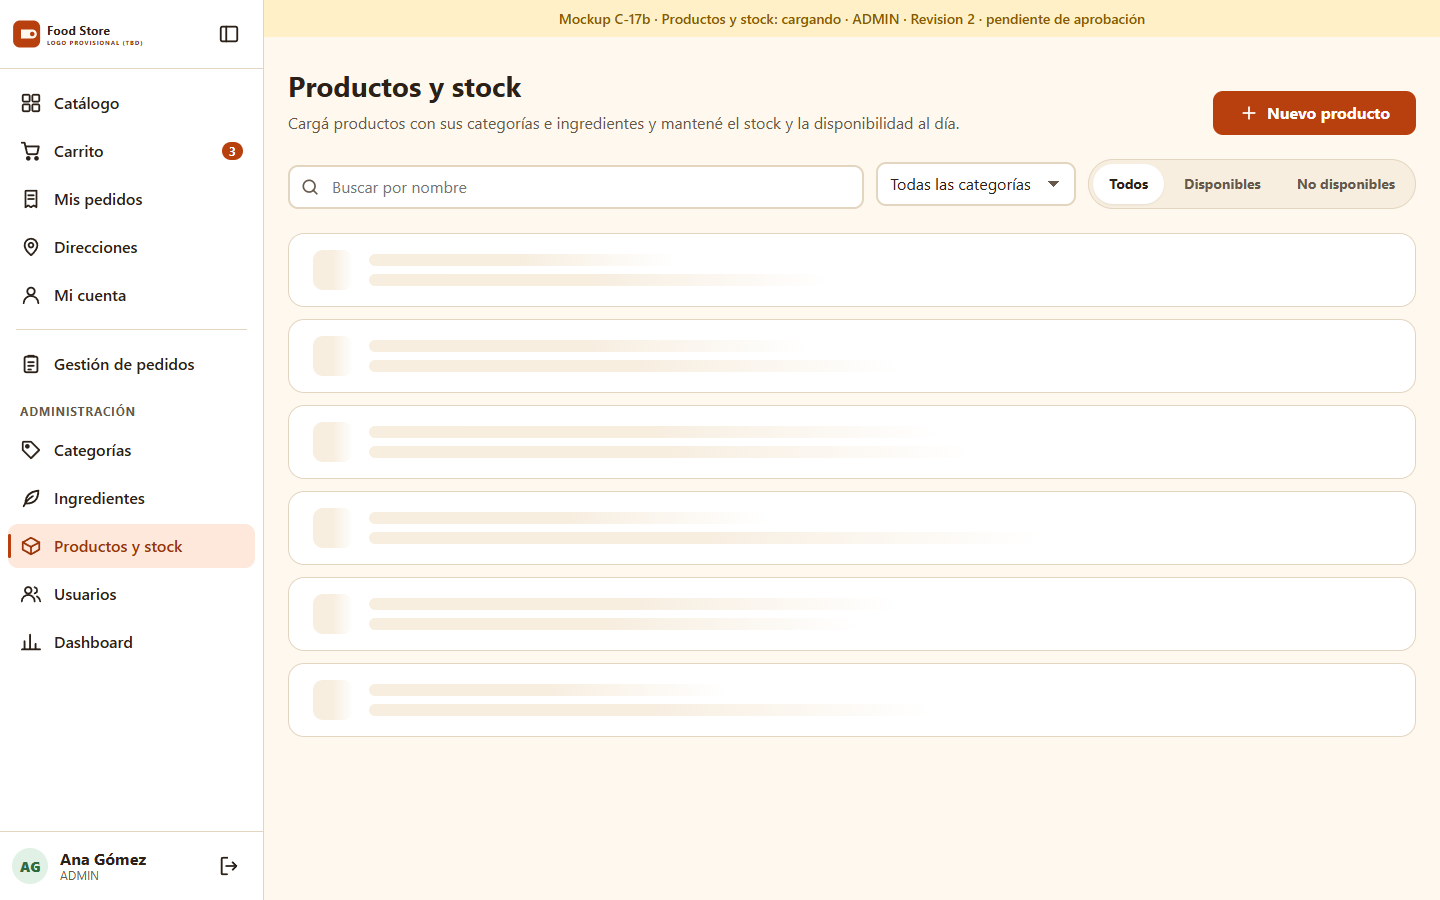 Food Store
LOGO PROVISIONAL (TBD)
Catálogo
Carrito
3
Mis pedidos
Direcciones
Mi cuenta
Gestión de pedidos
ADMINISTRACIÓN
Categorías
Ingredientes
Productos y stock
Usuarios
Dashboard
AG
Ana Gómez
ADMIN
Mockup C-17b · Productos y stock: cargando · ADMIN · Revision 2 · pendiente de aprobación
Productos y stock
Cargá productos con sus categorías e ingredientes y mantené el stock y la disponibilidad al día.
Nuevo producto
Buscar por nombre
Todas las categorías
Todos
Disponibles
No disponibles